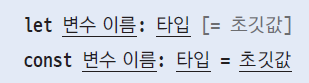 let 변수 이름: 타입 [= 초깃값]
const 변수 이름: 타입 = 초깃값